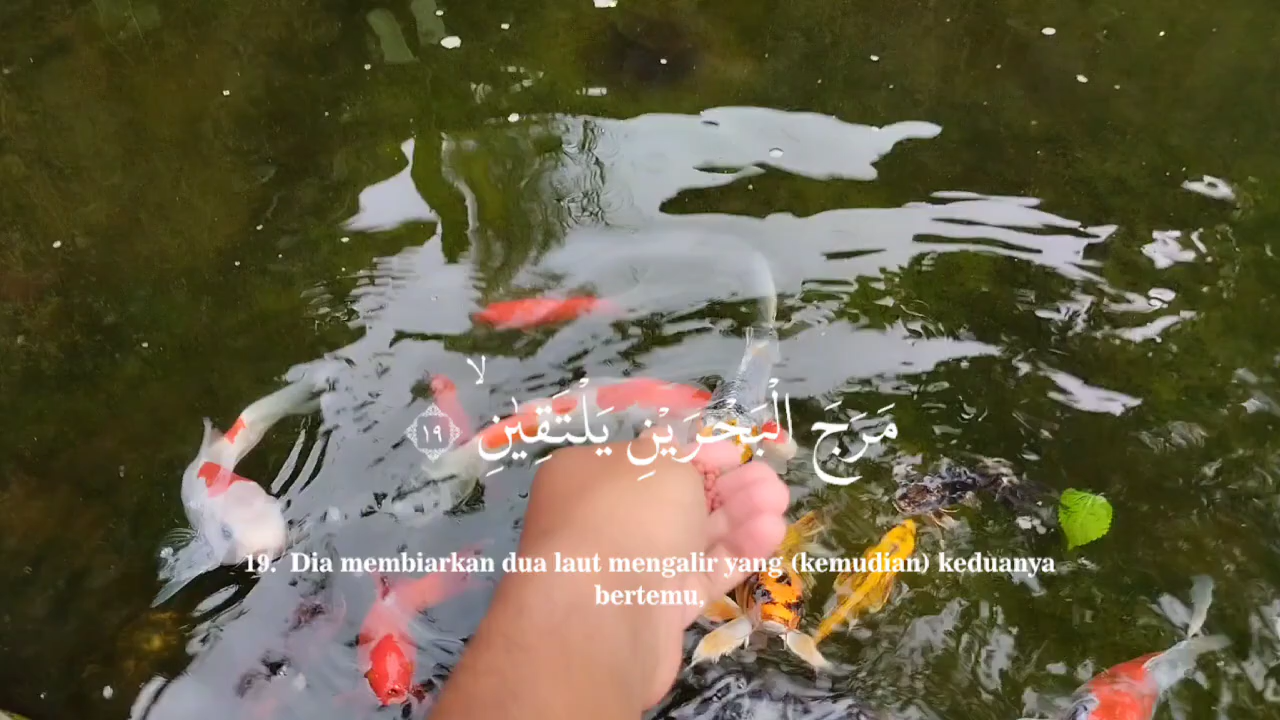 مَرَجَ الْبَحْرَيْنِ يَلْتَقِيٰنِۙ ۝١٩
19. Dia membiarkan dua laut mengalir yang (kemudian) keduanya
bertemu,